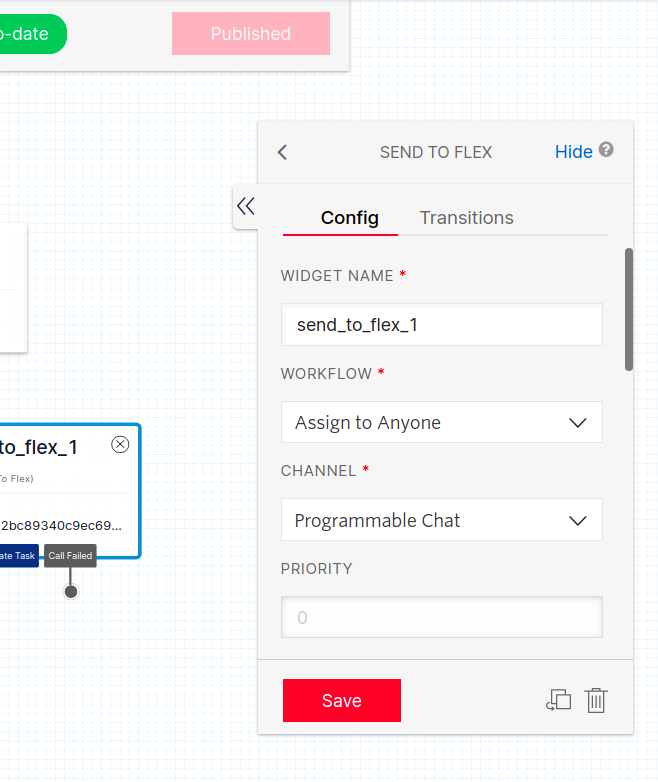 o-date
Published
SEND TO FLEX
Hide ?
Config
Transitions
WIDGET NAME *
send_to_flex_1
WORKFLOW *
Assign to Anyone
CHANNEL *
Programmable Chat
PRIORITY
0
Save
to_flex_1
To Flex)
2bc89340c9ec69...
ate Task
Call Failed